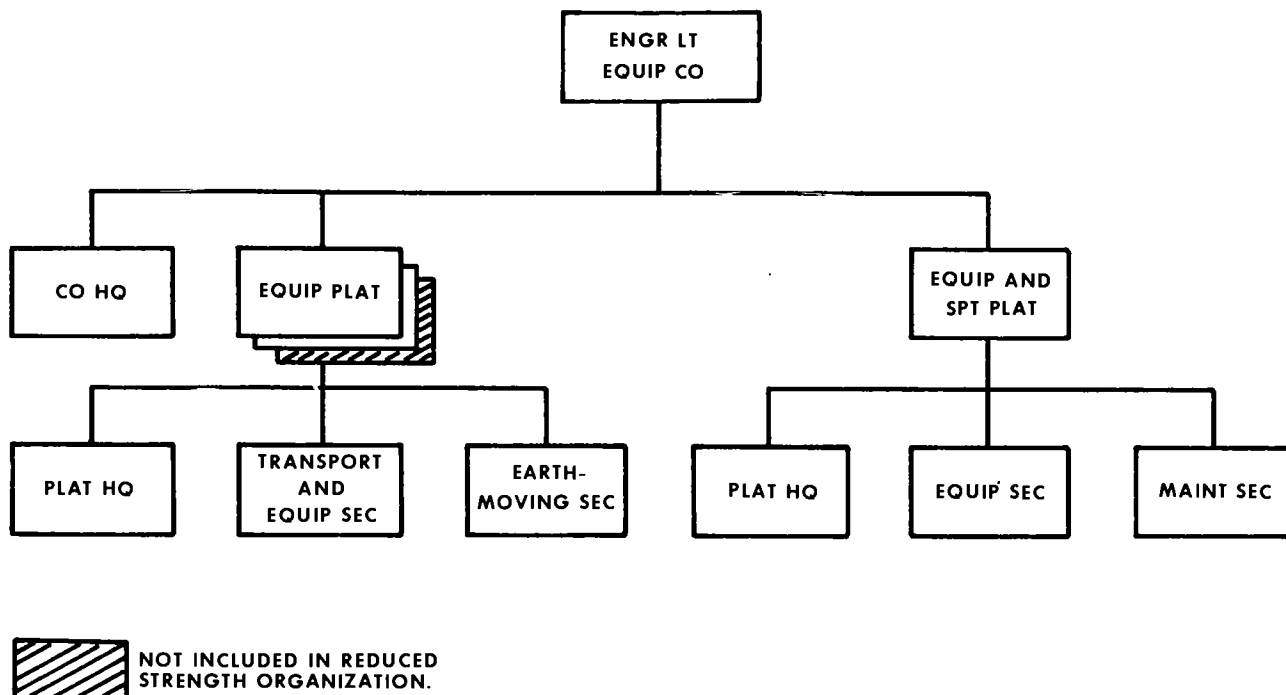 ENGR LT
EQUIP CO
CO HQ
EQUIP PLAT
EQUIP AND
SPT PLAT
PLAT HQ
TRANSPORT
AND
EQUIP SEC
EARTH-
MOVING SEC
PLAT HQ
EQUIP SEC
MAINT SEC
NOT INCLUDED IN REDUCED
STRENGTH ORGANIZATION.